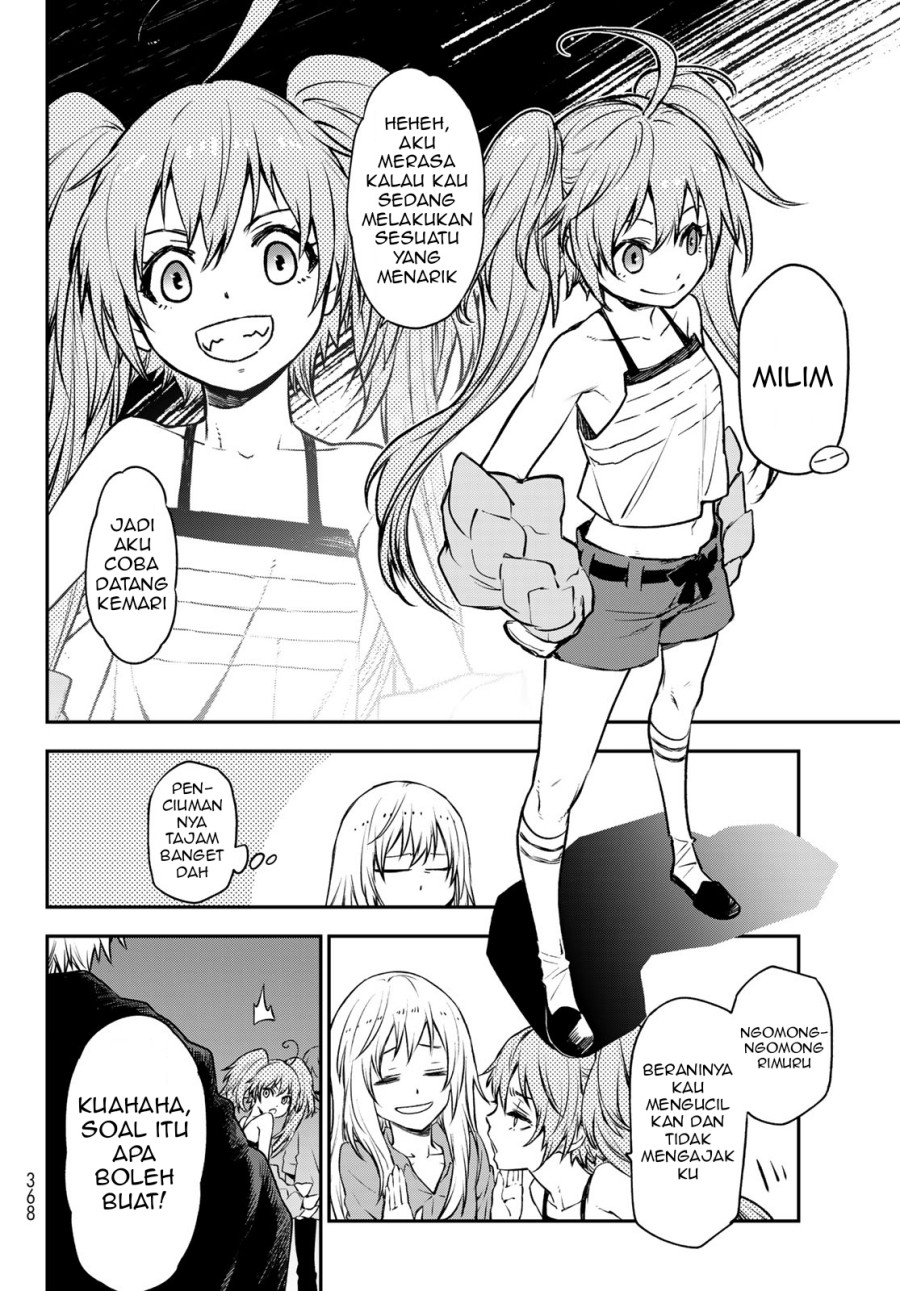 MILIM
HEHEH,
AKU
MERASA
KALAU KAU
SEDANG
MELAKUKAN
SESUATU
YANG
MENARIK
JADI
AKU
COBA
DATANG
KEMARI
PEN-
CIUMAN
NYA
TAJAM
BANGET
DAH
NGOMONG-
NGOMONG
RIMURU
BERANINYA
KAU
MENGUCIL
KAN DAN
TIDAK
MENGAJAK
KU
KUAHAHA,
SOAL ITU
APA
BOLEH
BUAT!
368